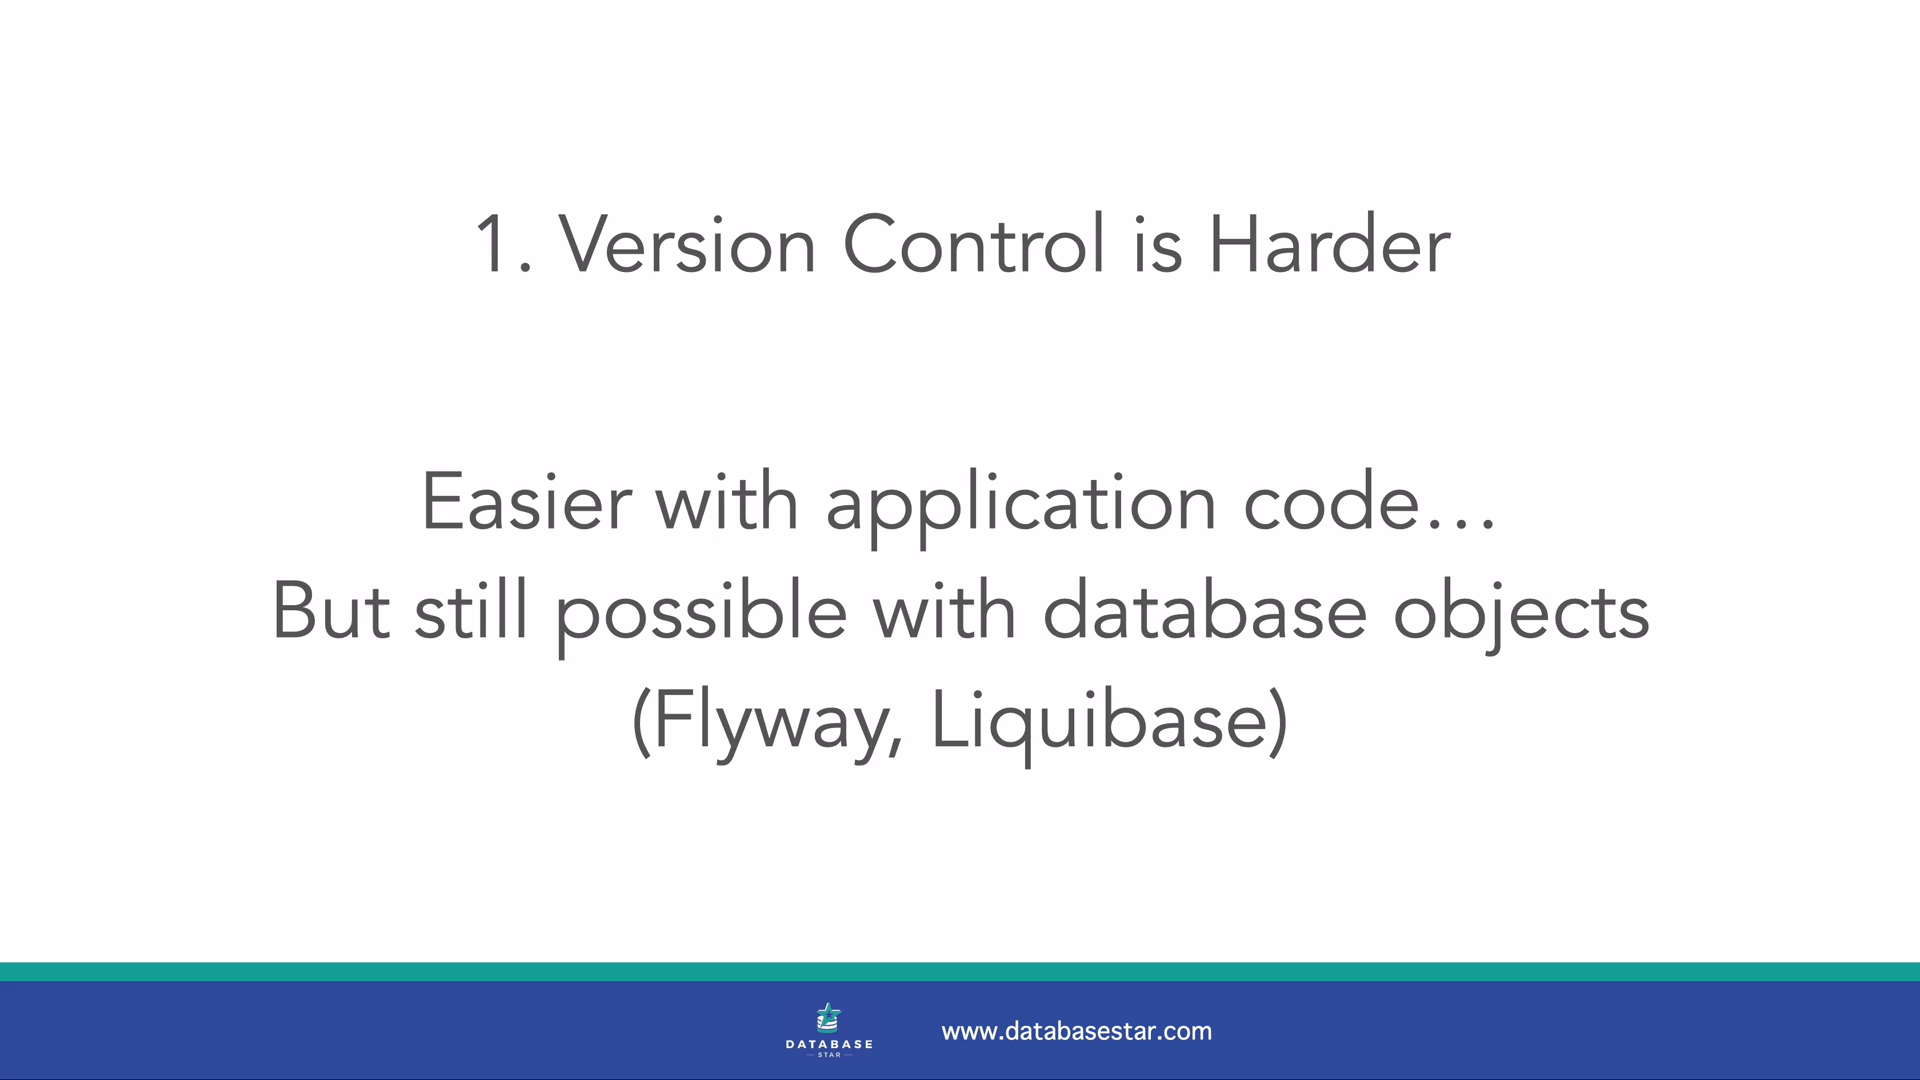 1. Version Control is Harder
Easier with application code…
But still possible with database objects
(Flyway, Liquibase)
DATABASE
STAR
www.databasestar.com